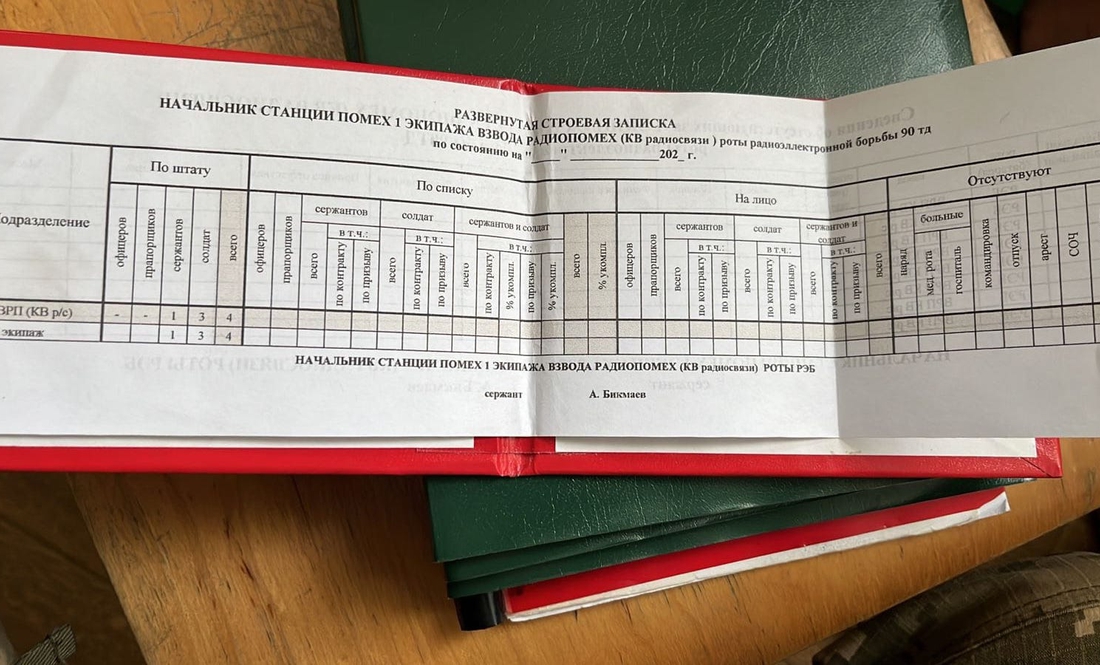 РАЗВЕРНУТАЯ СТРОЕВАЯ ЗАПИСКА
НАЧАЛЬНИК СТАНЦИИ ПОМЕХ 1 ЭКИПАЖА ВЗВОДА РАДИОПОМЕХ (КВ радиосвязи ) роты радиоэллектронной борьбы 90 тд
по состоянию на "___" ________ 202_ г.
По штату По списку На лицо Отсутствуют
сержантов солдат сержантов и солдат сержантов солдат сержантов и солдат больные
в т.ч.: в т.ч.: в т.ч.: в т.ч.: в т.ч.: в т.ч.:
офицеров прапорщиков сержантов солдат всего офицеров прапорщиков всего по контракту по призыву всего по контракту по призыву всего по контракту % укомпл. по призыву % укомпл. всего % укомпл. офицеров прапорщиков всего по контракту по призыву всего по контракту по призыву всего по контракту по призыву всего наряд мед. рота госпиталь командировка отпуск арест СОЧ
ВРП (КВ р/с) - - 1 3 4
экипаж 1 3 4
НАЧАЛЬНИК СТАНЦИИ ПОМЕХ 1 ЭКИПАЖА ВЗВОДА РАДИОПОМЕХ (КВ радиосвязи) РОТЫ РЭБ
сержант А. Бикмаев